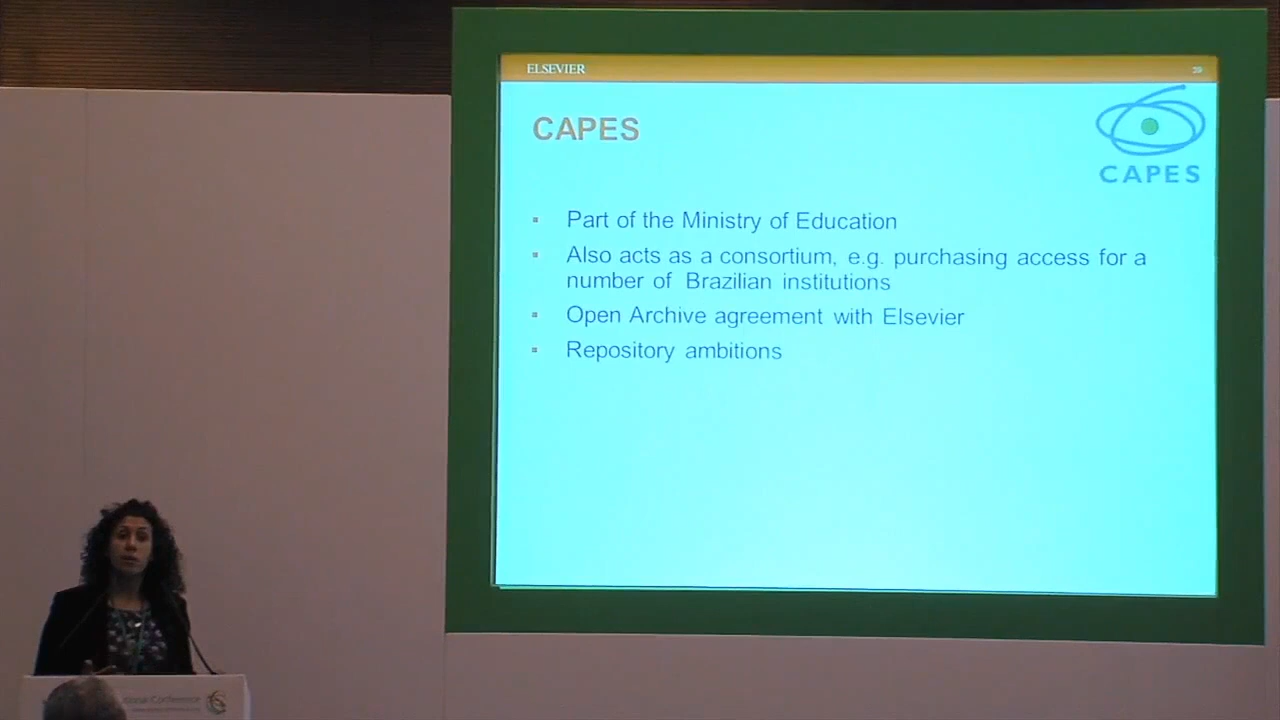 ELSEVIER
CAPES
CAPES
Part of the Ministry of Education
Also acts as a consortium, e.g. purchasing access for a
number of Brazilian institutions
Open Archive agreement with Elsevier
Repository ambitions
Conference